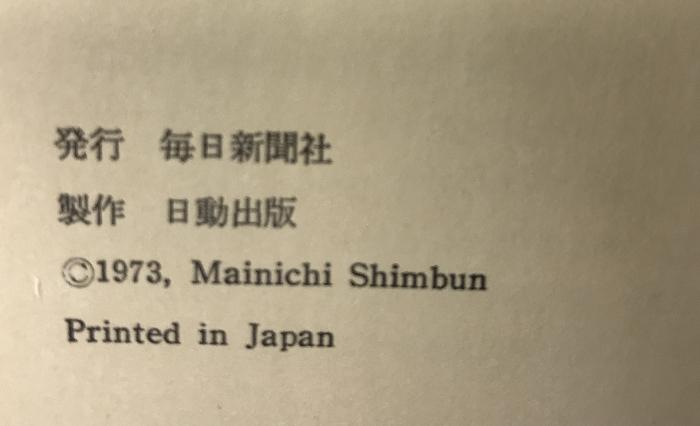 発行　毎日新聞社
製作　日動出版
©1973, Mainichi Shimbun
Printed in Japan